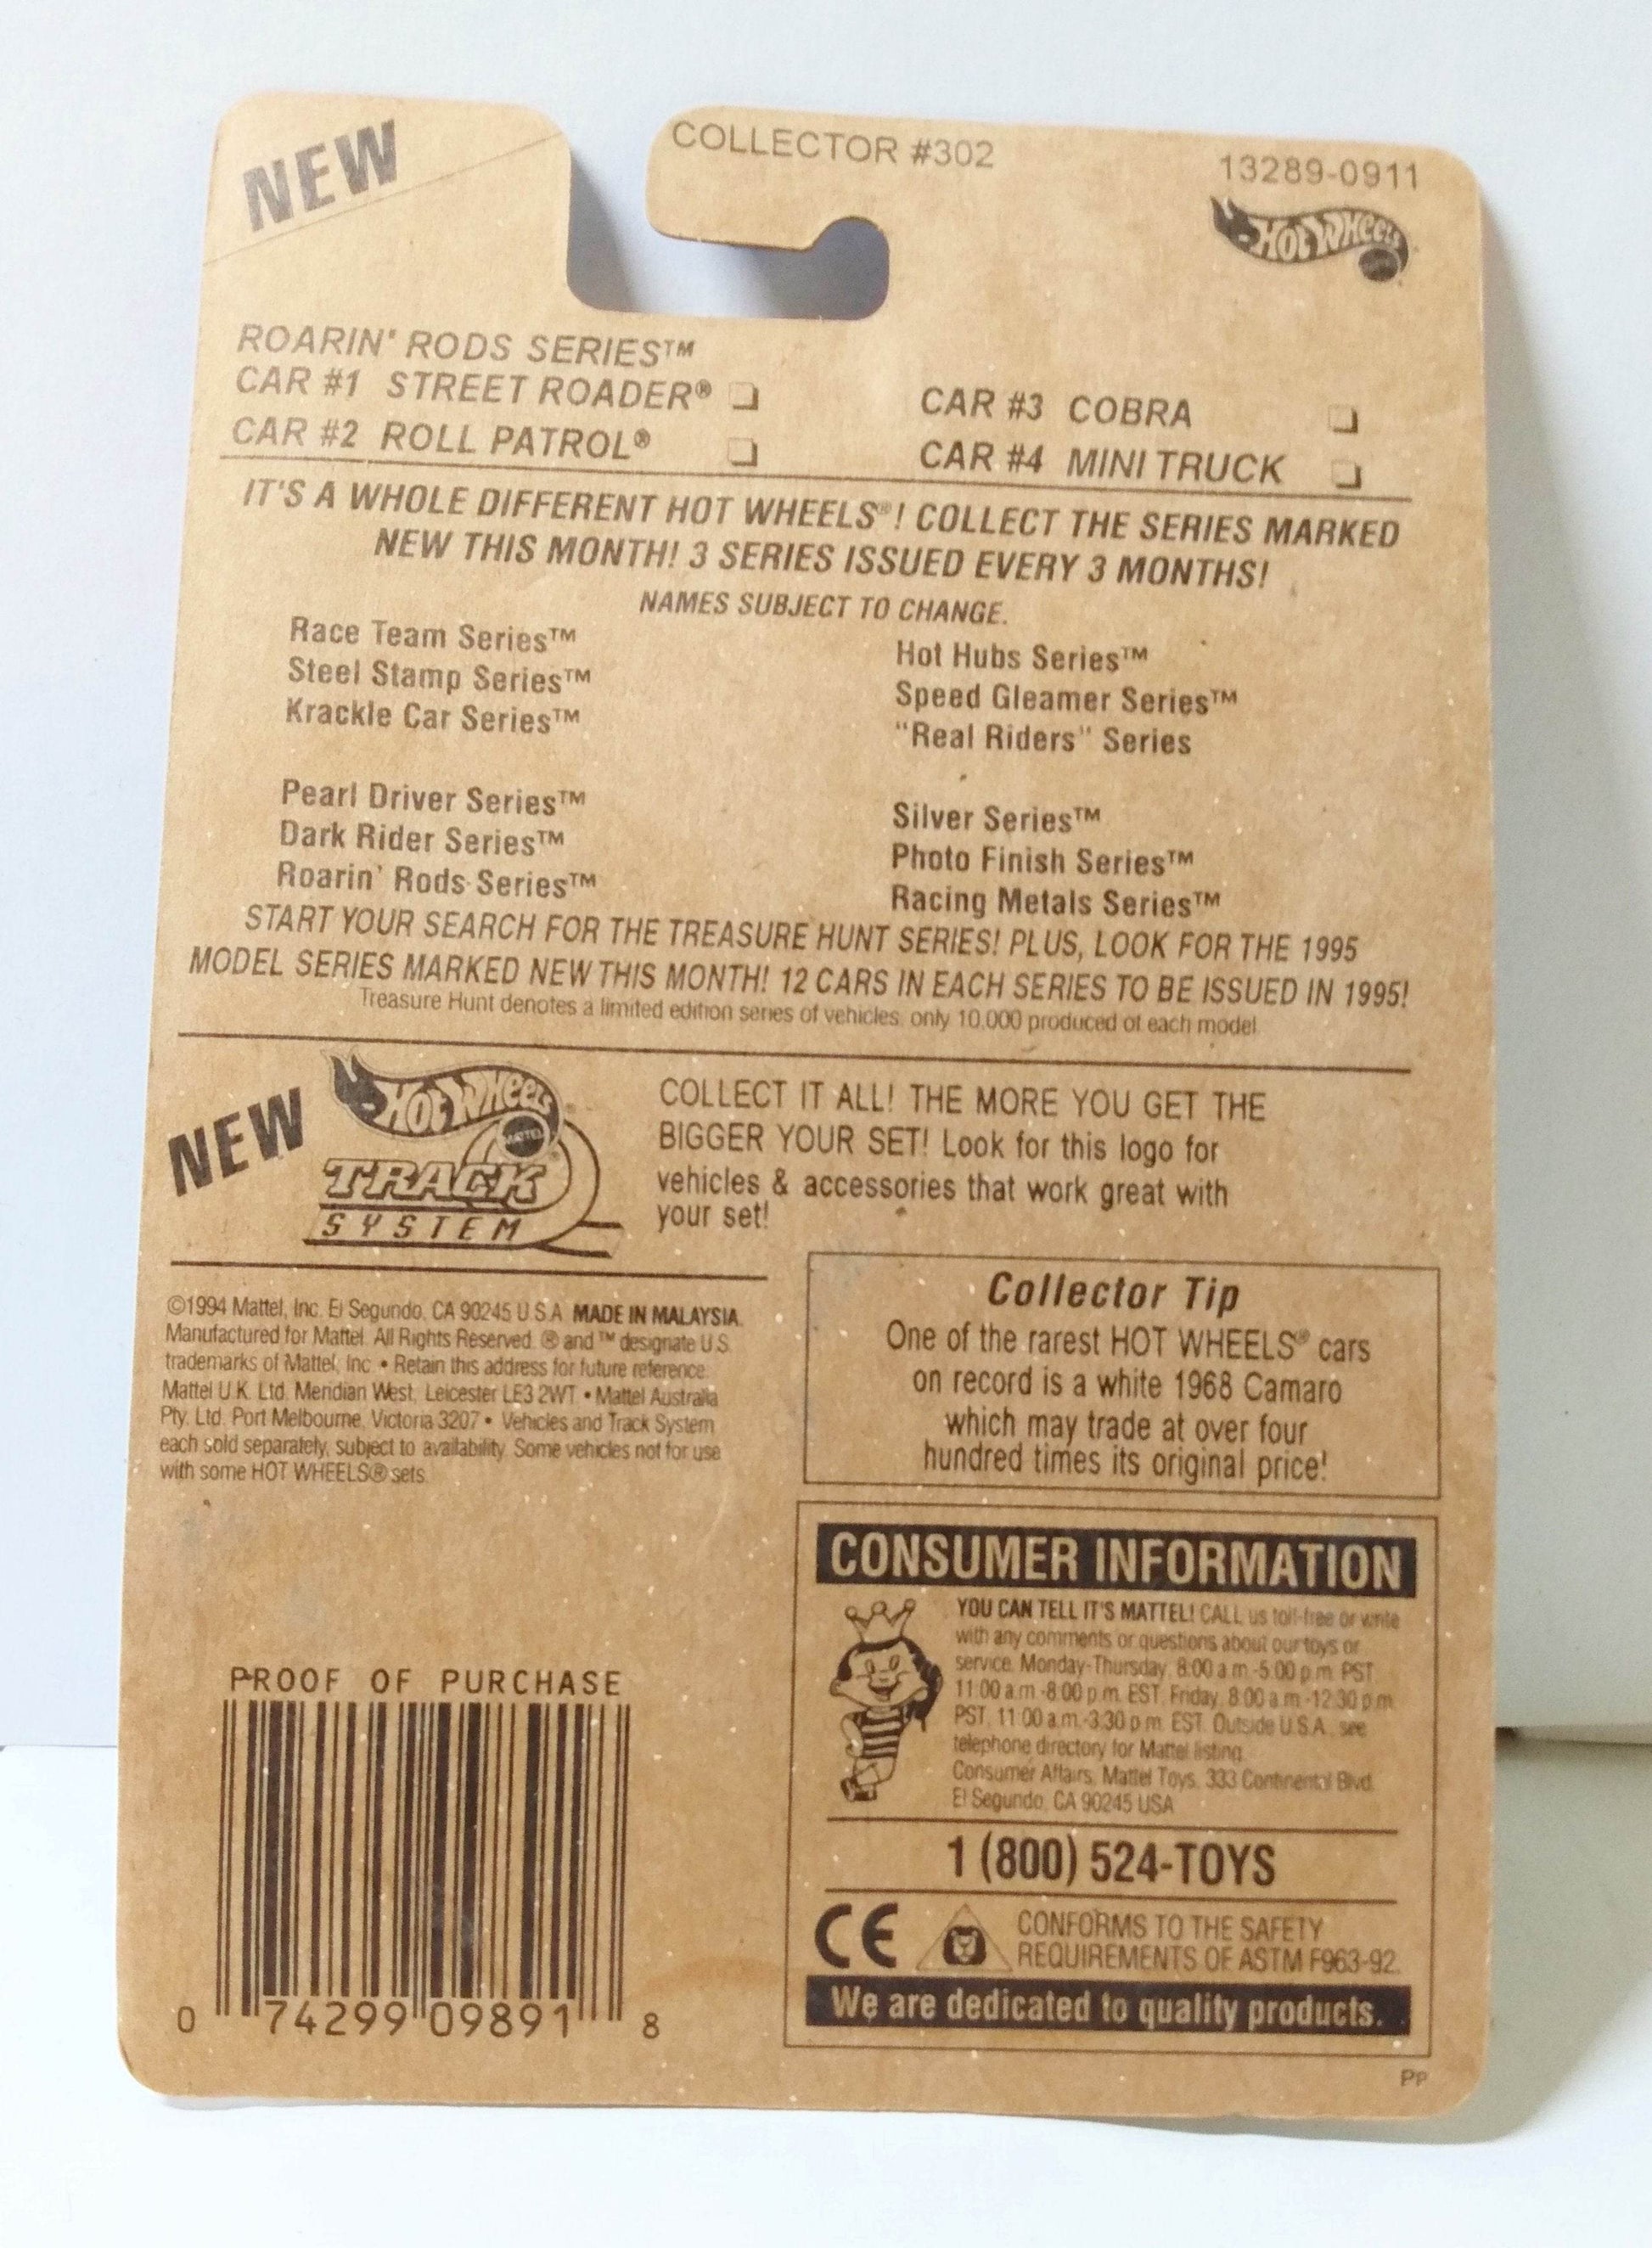 NEW
COLLECTOR #302
13289-0911
HOT WHEELS
ROARIN' RODS SERIES™
CAR #1 STREET ROADER®
CAR #2 ROLL PATROL®
CAR #3 COBRA
CAR #4 MINI TRUCK
IT'S A WHOLE DIFFERENT HOT WHEELS®! COLLECT THE SERIES MARKED
NEW THIS MONTH! 3 SERIES ISSUED EVERY 3 MONTHS!
NAMES SUBJECT TO CHANGE.
Race Team Series™
Steel Stamp Series™
Krackle Car Series™
Hot Hubs Series™
Speed Gleamer Series™
"Real Riders" Series
Pearl Driver Series™
Dark Rider Series™
Roarin' Rods Series™
Silver Series™
Photo Finish Series™
Racing Metals Series™
START YOUR SEARCH FOR THE TREASURE HUNT SERIES! PLUS, LOOK FOR THE 1995
MODEL SERIES MARKED NEW THIS MONTH! 12 CARS IN EACH SERIES TO BE ISSUED IN 1995!
Treasure Hunt denotes a limited edition series of vehicles, only 10,000 produced of each model.
NEW
HOT WHEELS
MATTEL
TRACK
SYSTEM
COLLECT IT ALL! THE MORE YOU GET THE
BIGGER YOUR SET! Look for this logo for
vehicles & accessories that work great with
your set!
©1994 Mattel, Inc. El Segundo, CA 90245 U.S.A. MADE IN MALAYSIA.
Manufactured for Mattel. All Rights Reserved. ® and ™ designate U.S.
trademarks of Mattel, Inc. • Retain this address for future reference:
Mattel U.K. Ltd. Meridian West, Leicester LE3 2WT • Mattel Australia
Pty. Ltd. Port Melbourne, Victoria 3207 • Vehicles and Track System
each sold separately, subject to availability. Some vehicles not for use
with some HOT WHEELS® sets.
Collector Tip
One of the rarest HOT WHEELS® cars
on record is a white 1968 Camaro
which may trade at over four
hundred times its original price!
CONSUMER INFORMATION
YOU CAN TELL IT'S MATTEL! CALL us toll-free or write
with any comments or questions about our toys or
service. Monday-Thursday, 8:00 a.m.-5:00 p.m. PST
11:00 a.m.-8:00 p.m. EST, Friday, 8:00 a.m.-12:30 p.m.
PST, 11:00 a.m.-3:30 p.m. EST. Outside U.S.A., see
telephone directory for Mattel listing.
Consumer Affairs, Mattel Toys, 333 Continental Blvd.
El Segundo, CA 90245 USA
1 (800) 524-TOYS
CE
CONFORMS TO THE SAFETY
REQUIREMENTS OF ASTM F963-92.
We are dedicated to quality products.
PROOF OF PURCHASE
0 74299 09891 8
PP